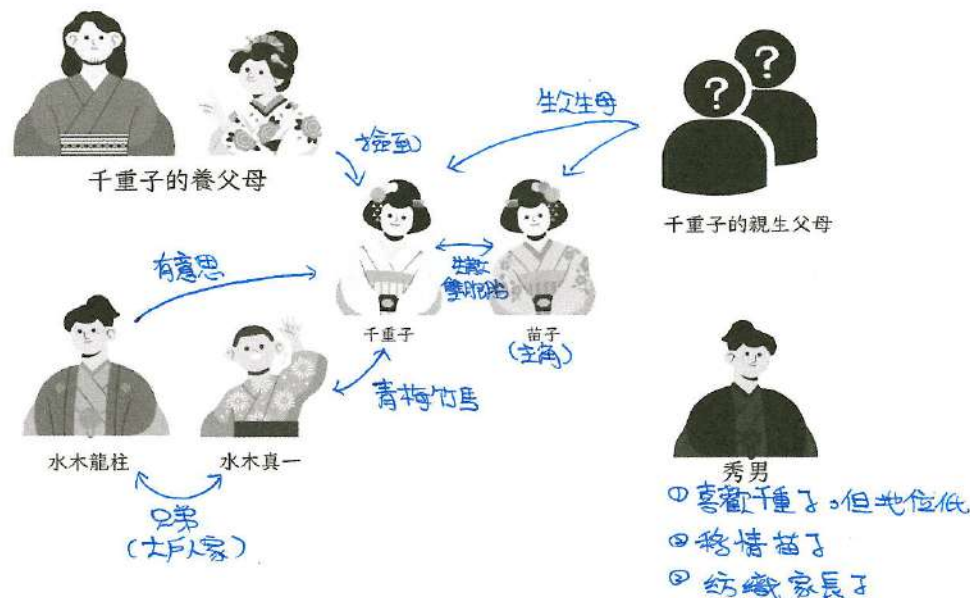 ?
?
生父生母
撿到
千重子的養父母
千重子的親生父母
有意思
雙胞胎
千重子
苗子
(主角)
青梅竹馬
水木龍柱
水木真一
秀男
兄弟
(大戶人家)
① 喜歡千重子。但地位低
② 移情苗子
② 紡織家長子